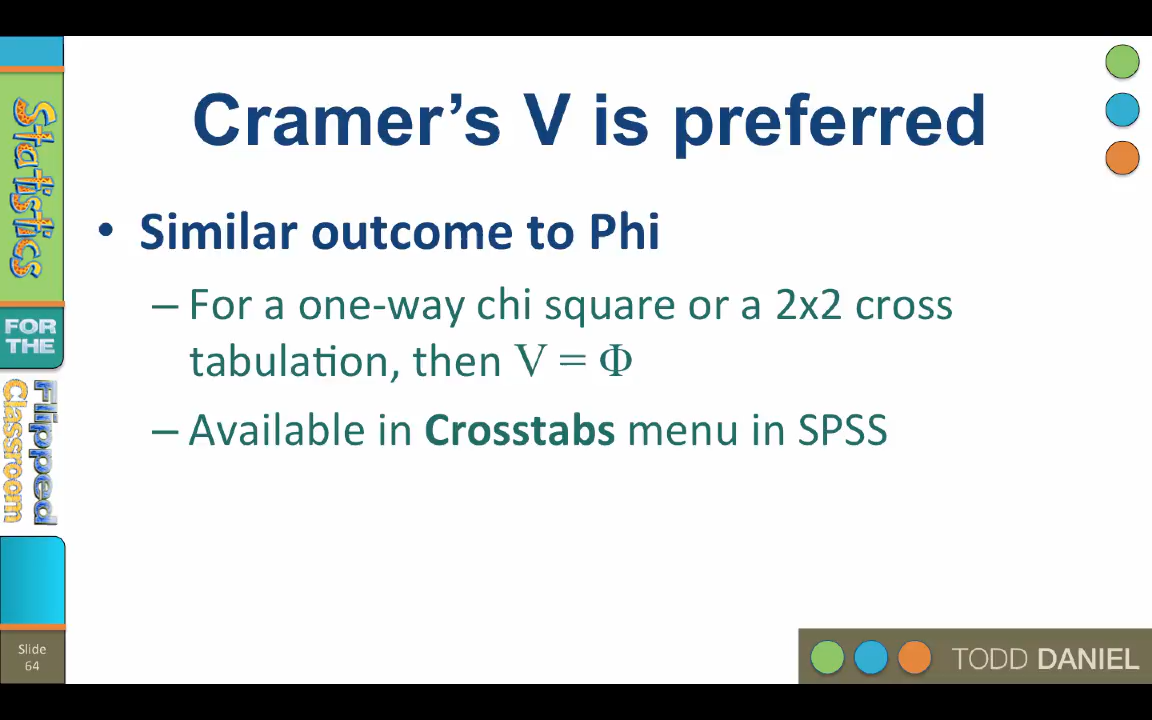 Cramer’s V is preferred
• Similar outcome to Phi
– For a one-way chi square or a 2x2 cross
tabulation, then V = Φ
– Available in Crosstabs menu in SPSS
Statistics
FOR
THE
Flipped
Classroom
Slide
64
TODD DANIEL